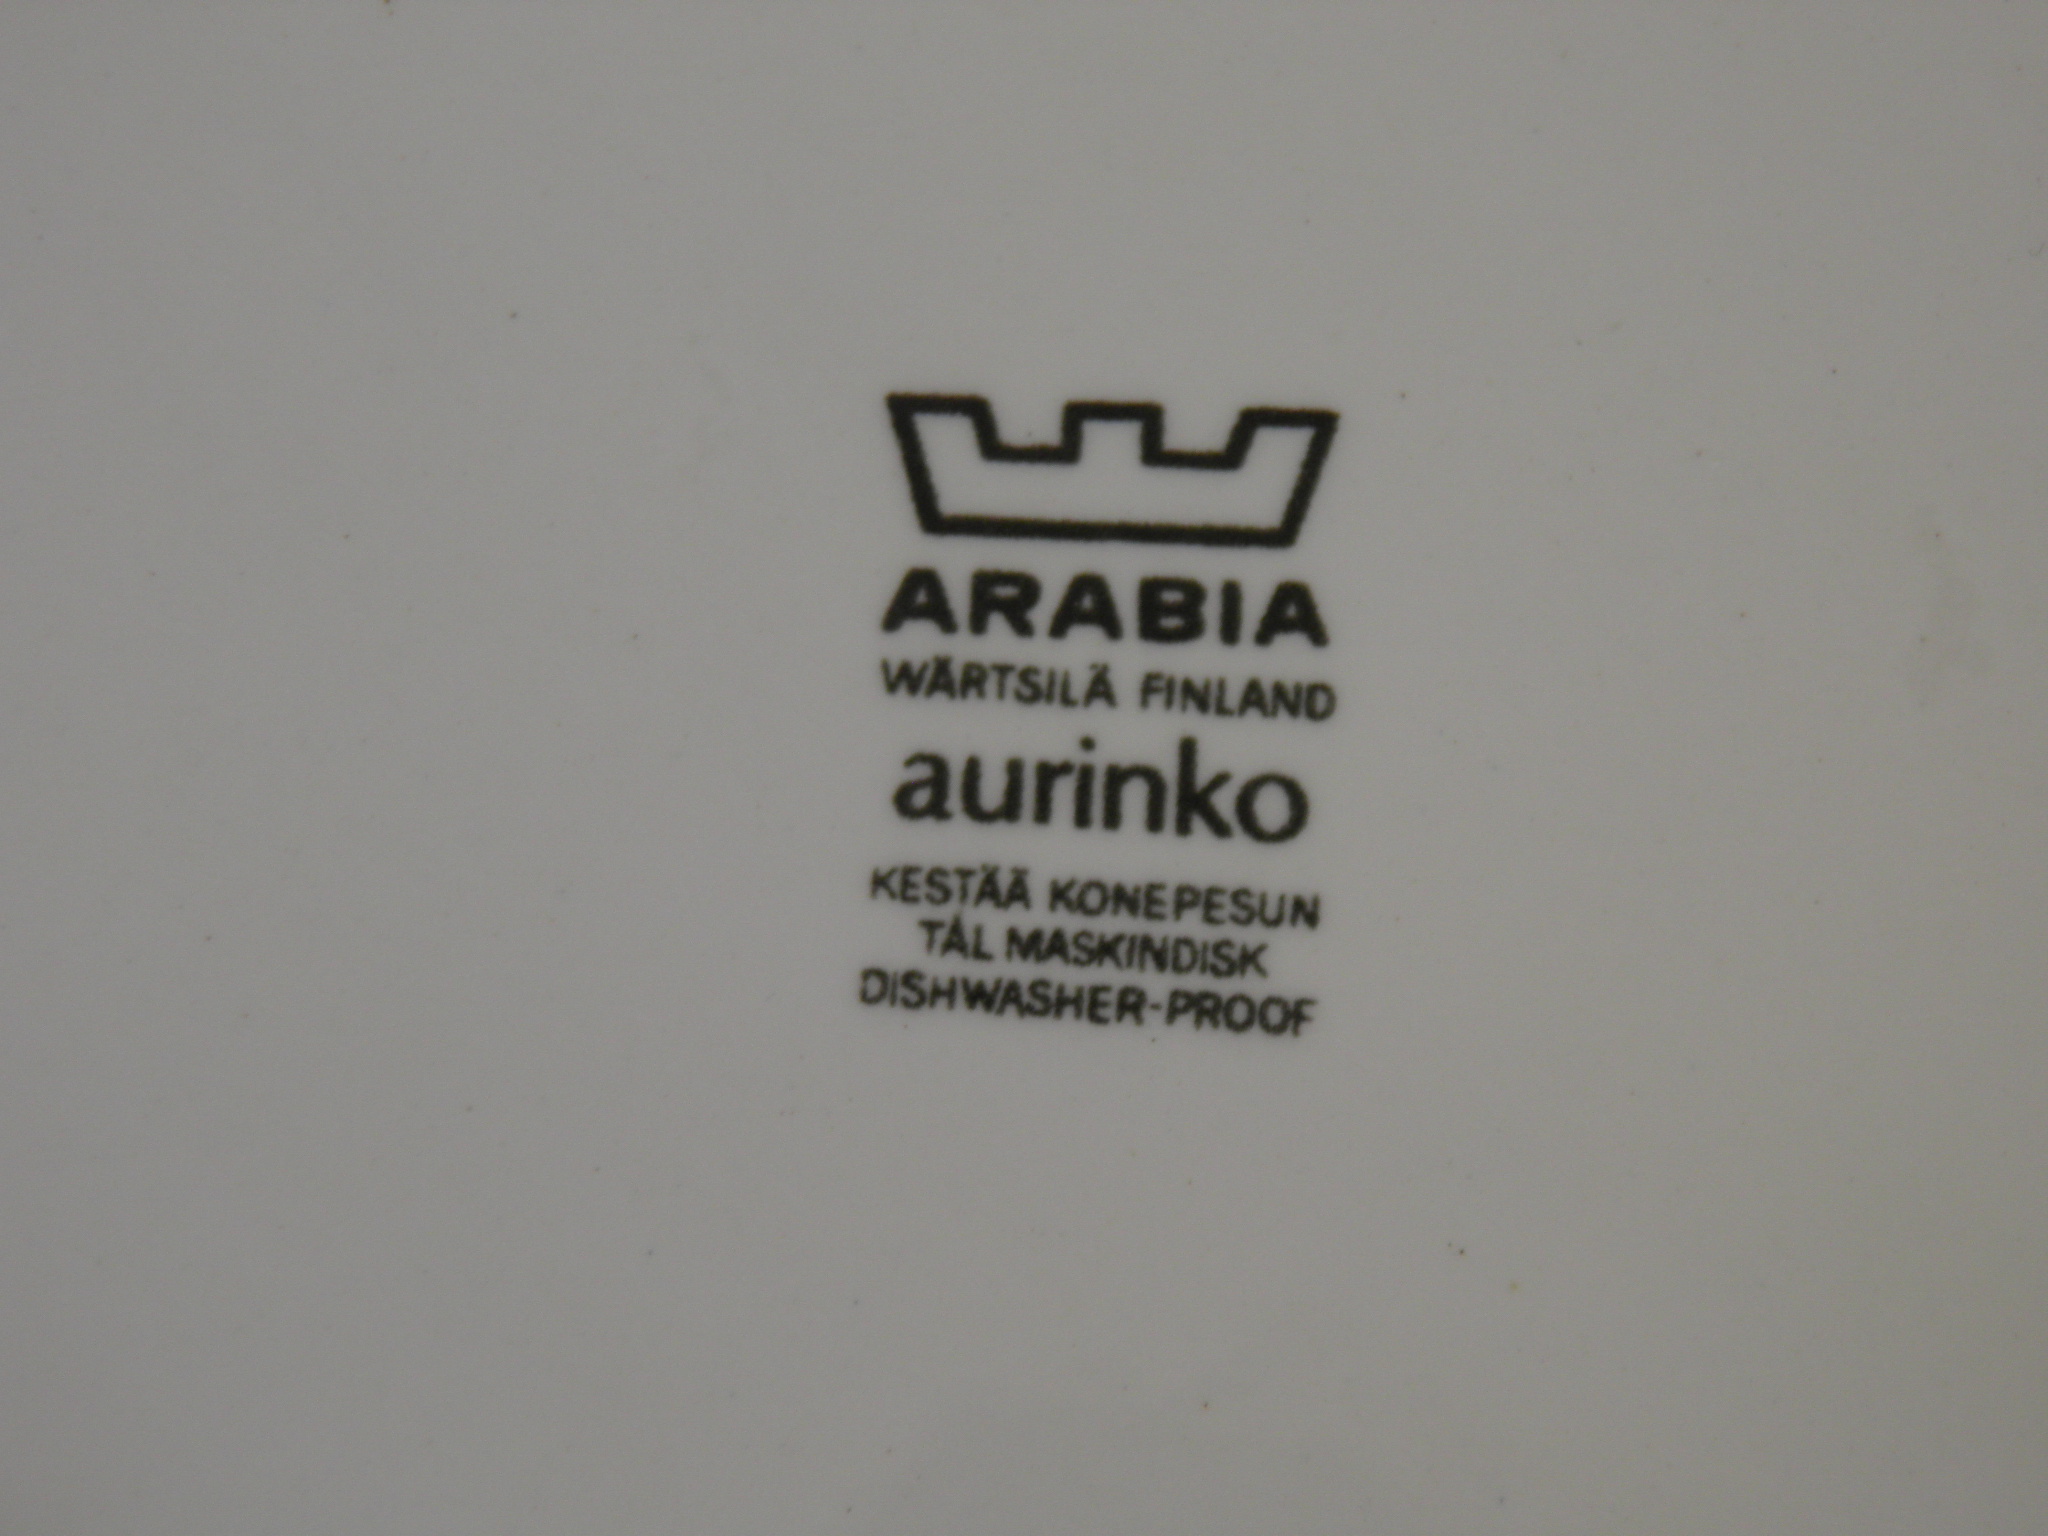 ARABIA
WÄRTSILÄ FINLAND
aurinko
KESTÄÄ KONEPESUN
TÅL MASKINDISK
DISHWASHER-PROOF